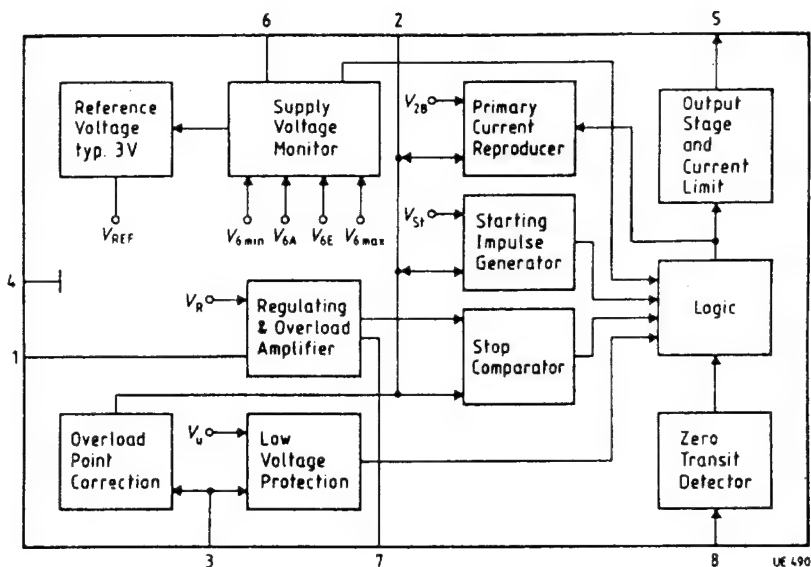 6
2
5
Reference
Voltage
typ. 3V
Supply
Voltage
Monitor
V2B
Primary
Current
Reproducer
Output
Stage
and
Current
Limit
VREF
V6min
V6A
V6E
V6max
VSt
Starting
Impulse
Generator
4
VR
Regulating
& Overload
Amplifier
Stop
Comparator
Logic
1
Overload
Point
Correction
Vu
Low
Voltage
Protection
Zero
Transit
Detector
3
7
8
UE 490